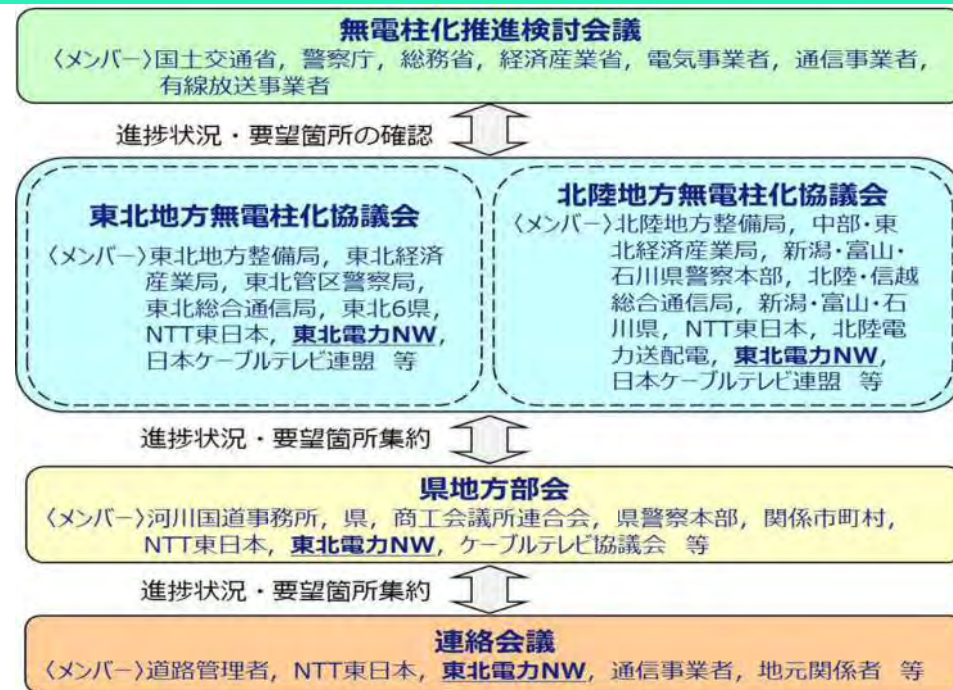 無電柱化推進検討会議
〈メンバー〉国土交通省，警察庁，総務省，経済産業省，電気事業者，通信事業者，
有線放送事業者
進捗状況・要望箇所の確認
東北地方無電柱化協議会
〈メンバー〉東北地方整備局，東北経済
産業局，東北管区警察局，
東北総合通信局，東北6県，
NTT東日本，東北電力NW，
日本ケーブルテレビ連盟 等
北陸地方無電柱化協議会
〈メンバー〉北陸地方整備局，中部・東
北経済産業局，新潟・富山・
石川県警察本部，北陸・信越
総合通信局，新潟・富山・石
川県，NTT東日本，北陸電
力送配電，東北電力NW，
日本ケーブルテレビ連盟 等
進捗状況・要望箇所集約
県地方部会
〈メンバー〉河川国道事務所，県，商工会議所連合会，県警察本部，関係市町村，
NTT東日本，東北電力NW，ケーブルテレビ協議会 等
進捗状況・要望箇所集約
連絡会議
〈メンバー〉道路管理者，NTT東日本，東北電力NW，通信事業者，地元関係者 等